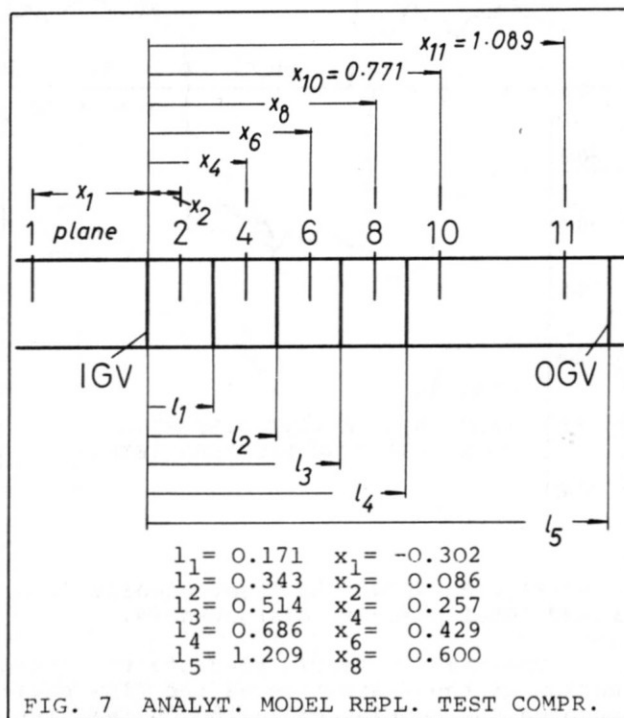 x₁₁=1·089
x₁₀=0·771
x₈
x₆
x₄
x₁
x₂
1 plane 2 4 6 8 10 11
IGV OGV
l₁
l₂
l₃
l₄
l₅
l₁= 0.171 x₁= -0.302
l₂= 0.343 x₂= 0.086
l₃= 0.514 x₄= 0.257
l₄= 0.686 x₆= 0.429
l₅= 1.209 x₈= 0.600
FIG. 7 ANALYT. MODEL REPL. TEST COMPR.